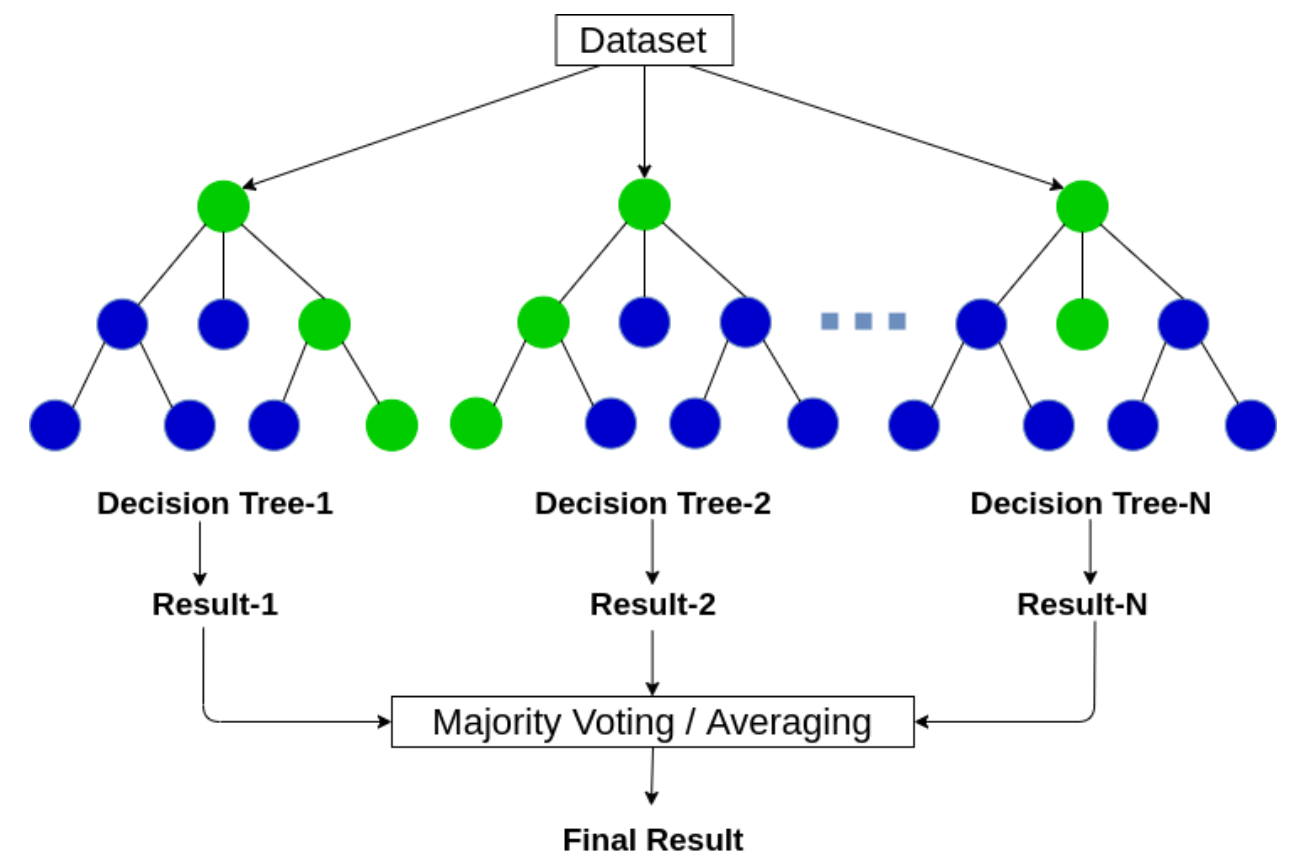 Dataset
Decision Tree-1
Decision Tree-2
Decision Tree-N
Result-1
Result-2
Result-N
Majority Voting / Averaging
Final Result